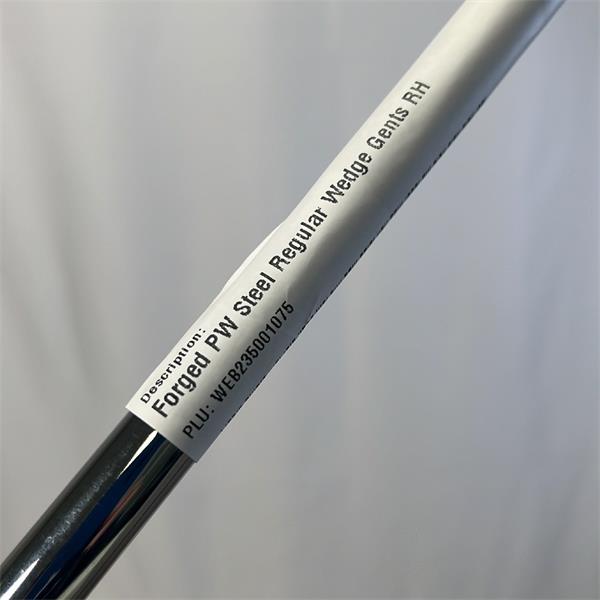 Description:
Forged PW Steel Regular Wedge Gents RH
PLU: WEB235001075